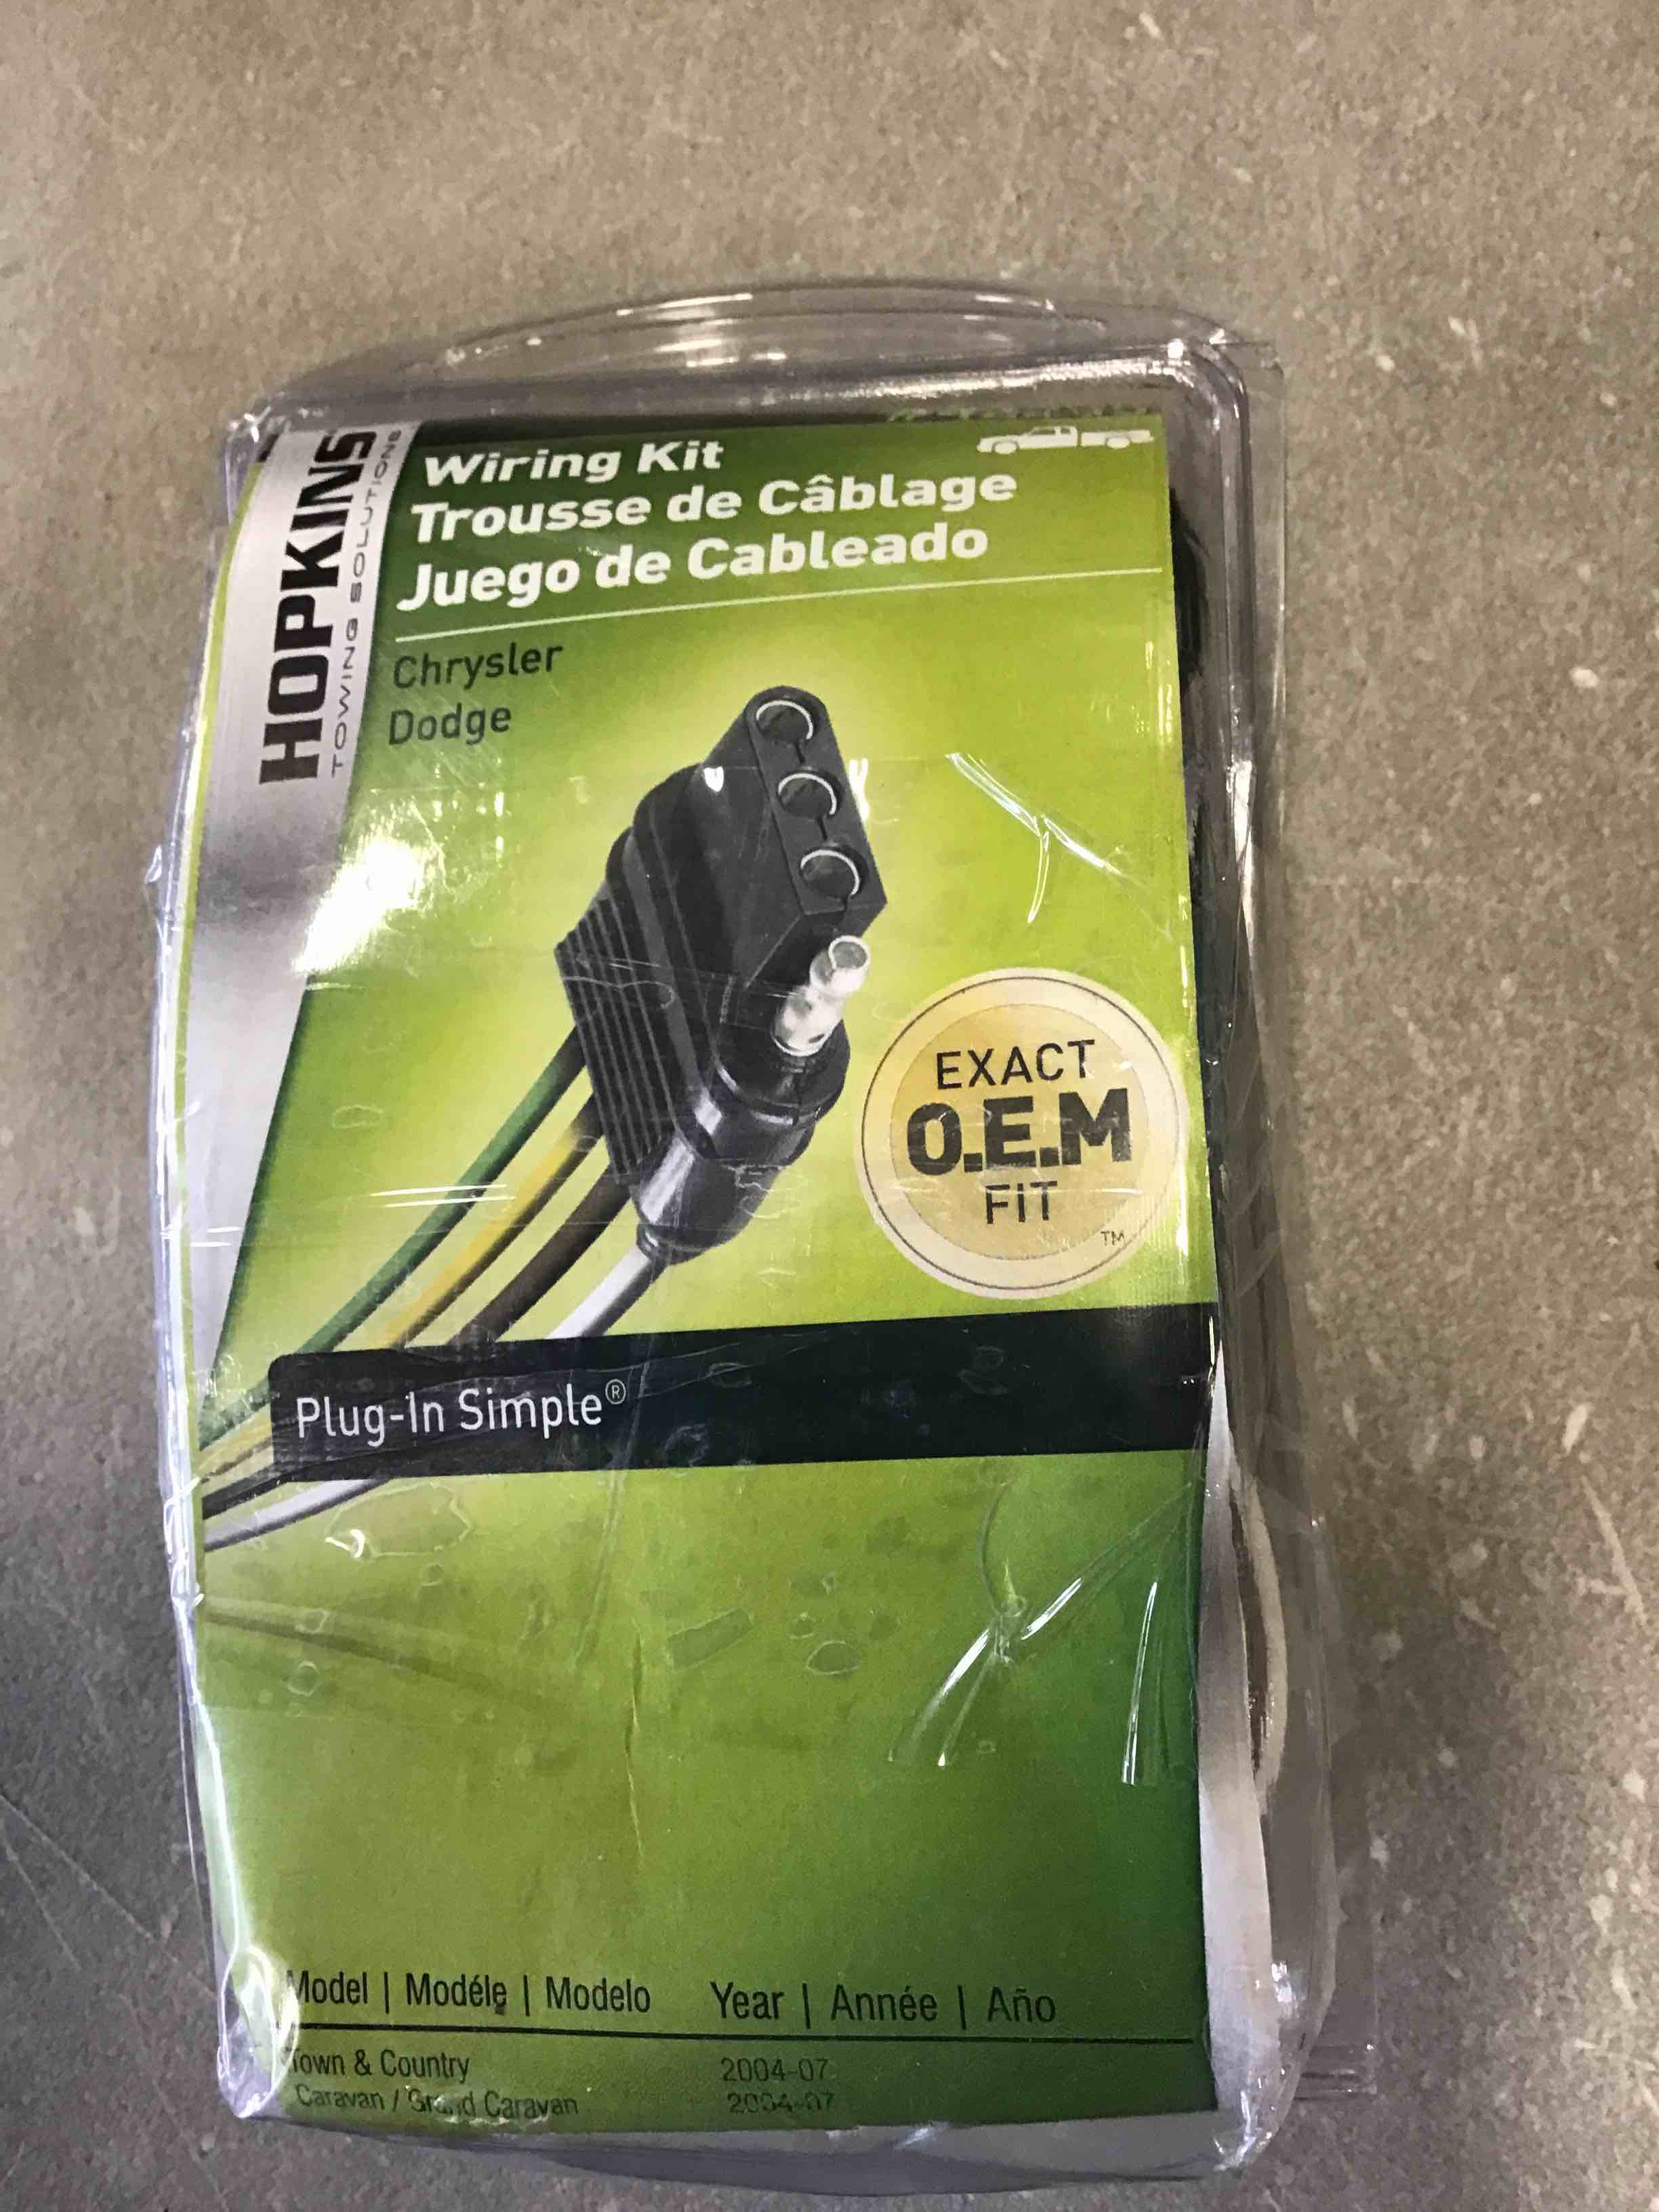 HOPKINS
TOWING SOLUTIONS
Wiring Kit
Trousse de Câblage
Juego de Cableado
Chrysler
Dodge
EXACT
O.E.M
FIT
TM
Plug-In Simple®
Model | Modéle | Modelo Year | Année | Año
Town & Country 2004-07
Caravan / Grand Caravan 2004-07